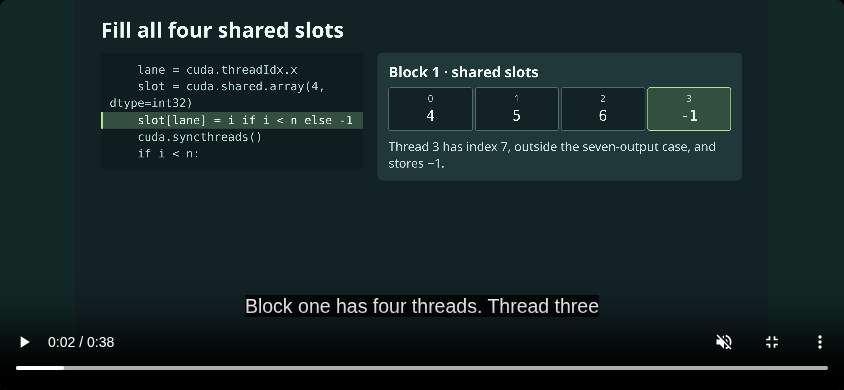 Fill all four shared slots
lane = cuda.threadIdx.x
slot = cuda.shared.array(4,
dtype=int32)
slot[lane] = i if i < n else -1
cuda.syncthreads()
if i < n:
Block 1 · shared slots
0 1 2 3
4 5 6 -1
Thread 3 has index 7, outside the seven-output case, and
stores −1.
Block one has four threads. Thread three
0:02 / 0:38